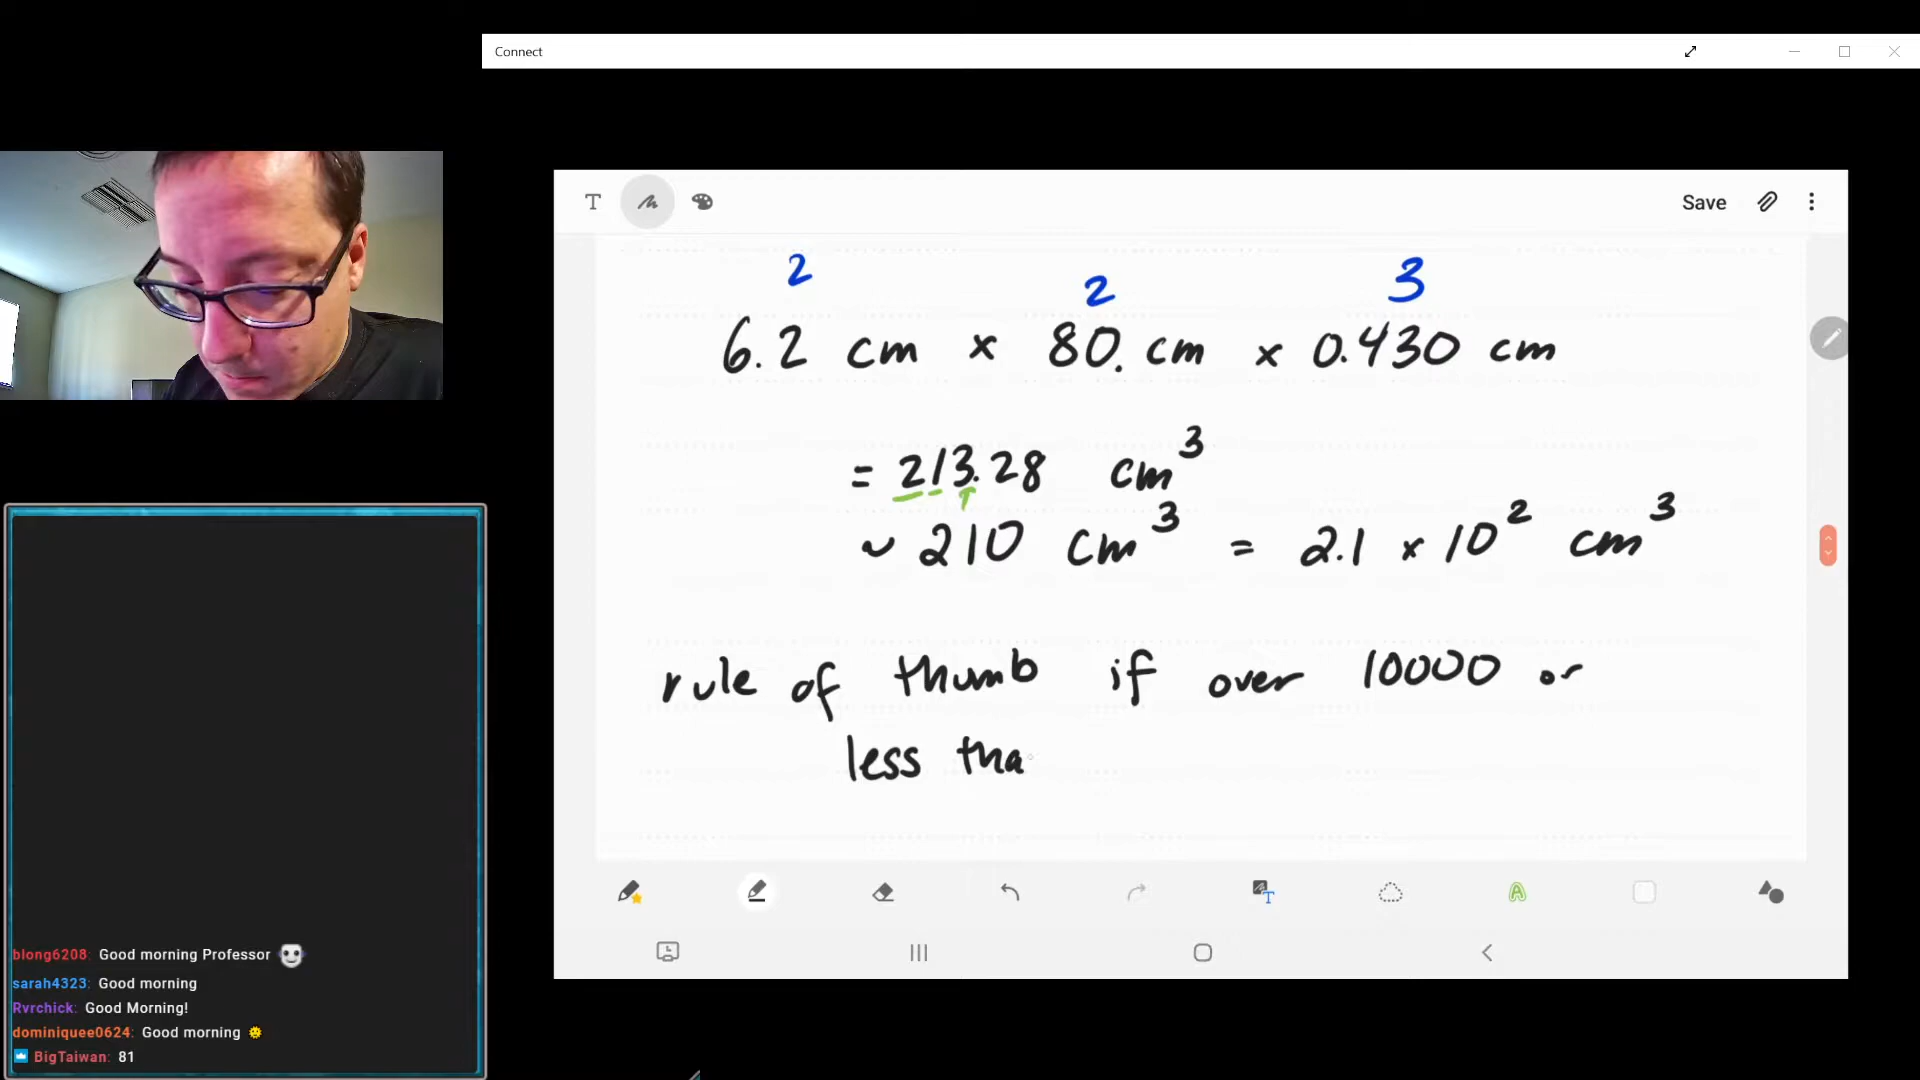 Connect
T
Save
2 2 3
6.2 cm × 80. cm × 0.430 cm
= 213.28 cm³
~ 210 cm³ = 2.1 × 10² cm³
rule of thumb if over 10000 or
less tha
blong6208: Good morning Professor
sarah4323: Good morning
Rvrchick: Good Morning!
dominiquee0624: Good morning
BigTaiwan: 81